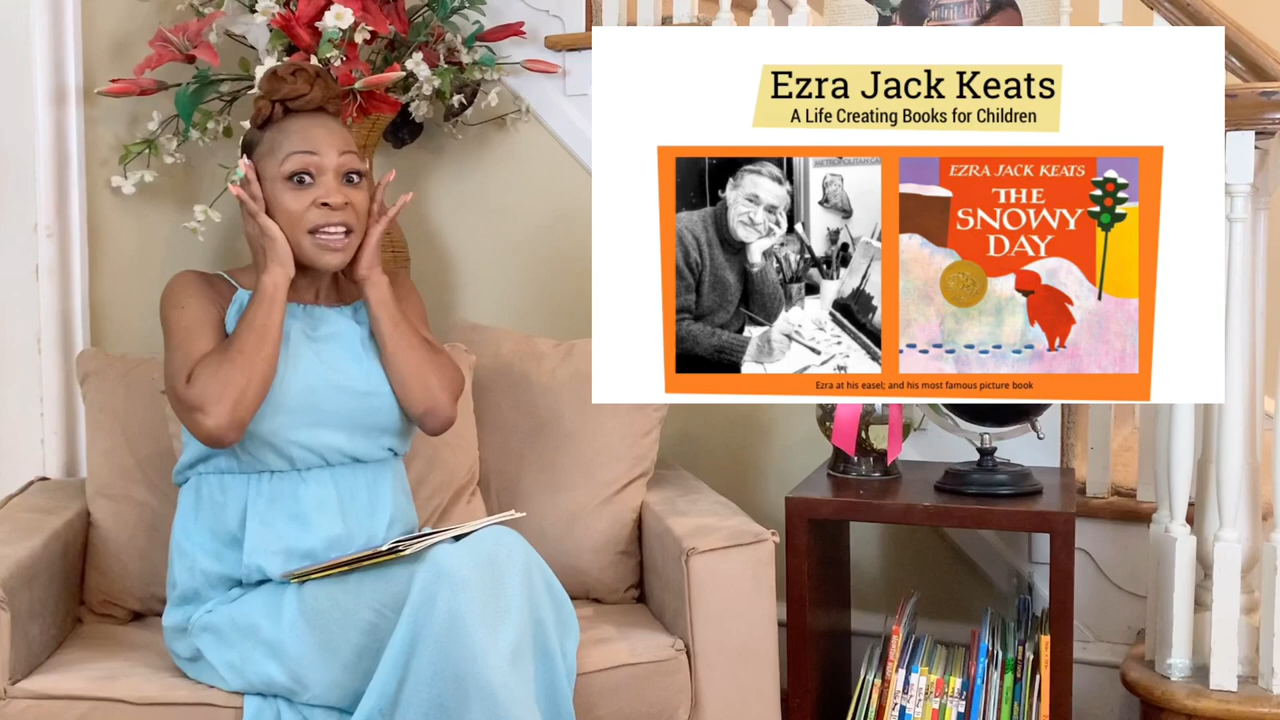 Ezra Jack Keats
A Life Creating Books for Children
METROPOLITAN
EZRA JACK KEATS
THE
SNOWY
DAY
Ezra at his easel; and his most famous picture book